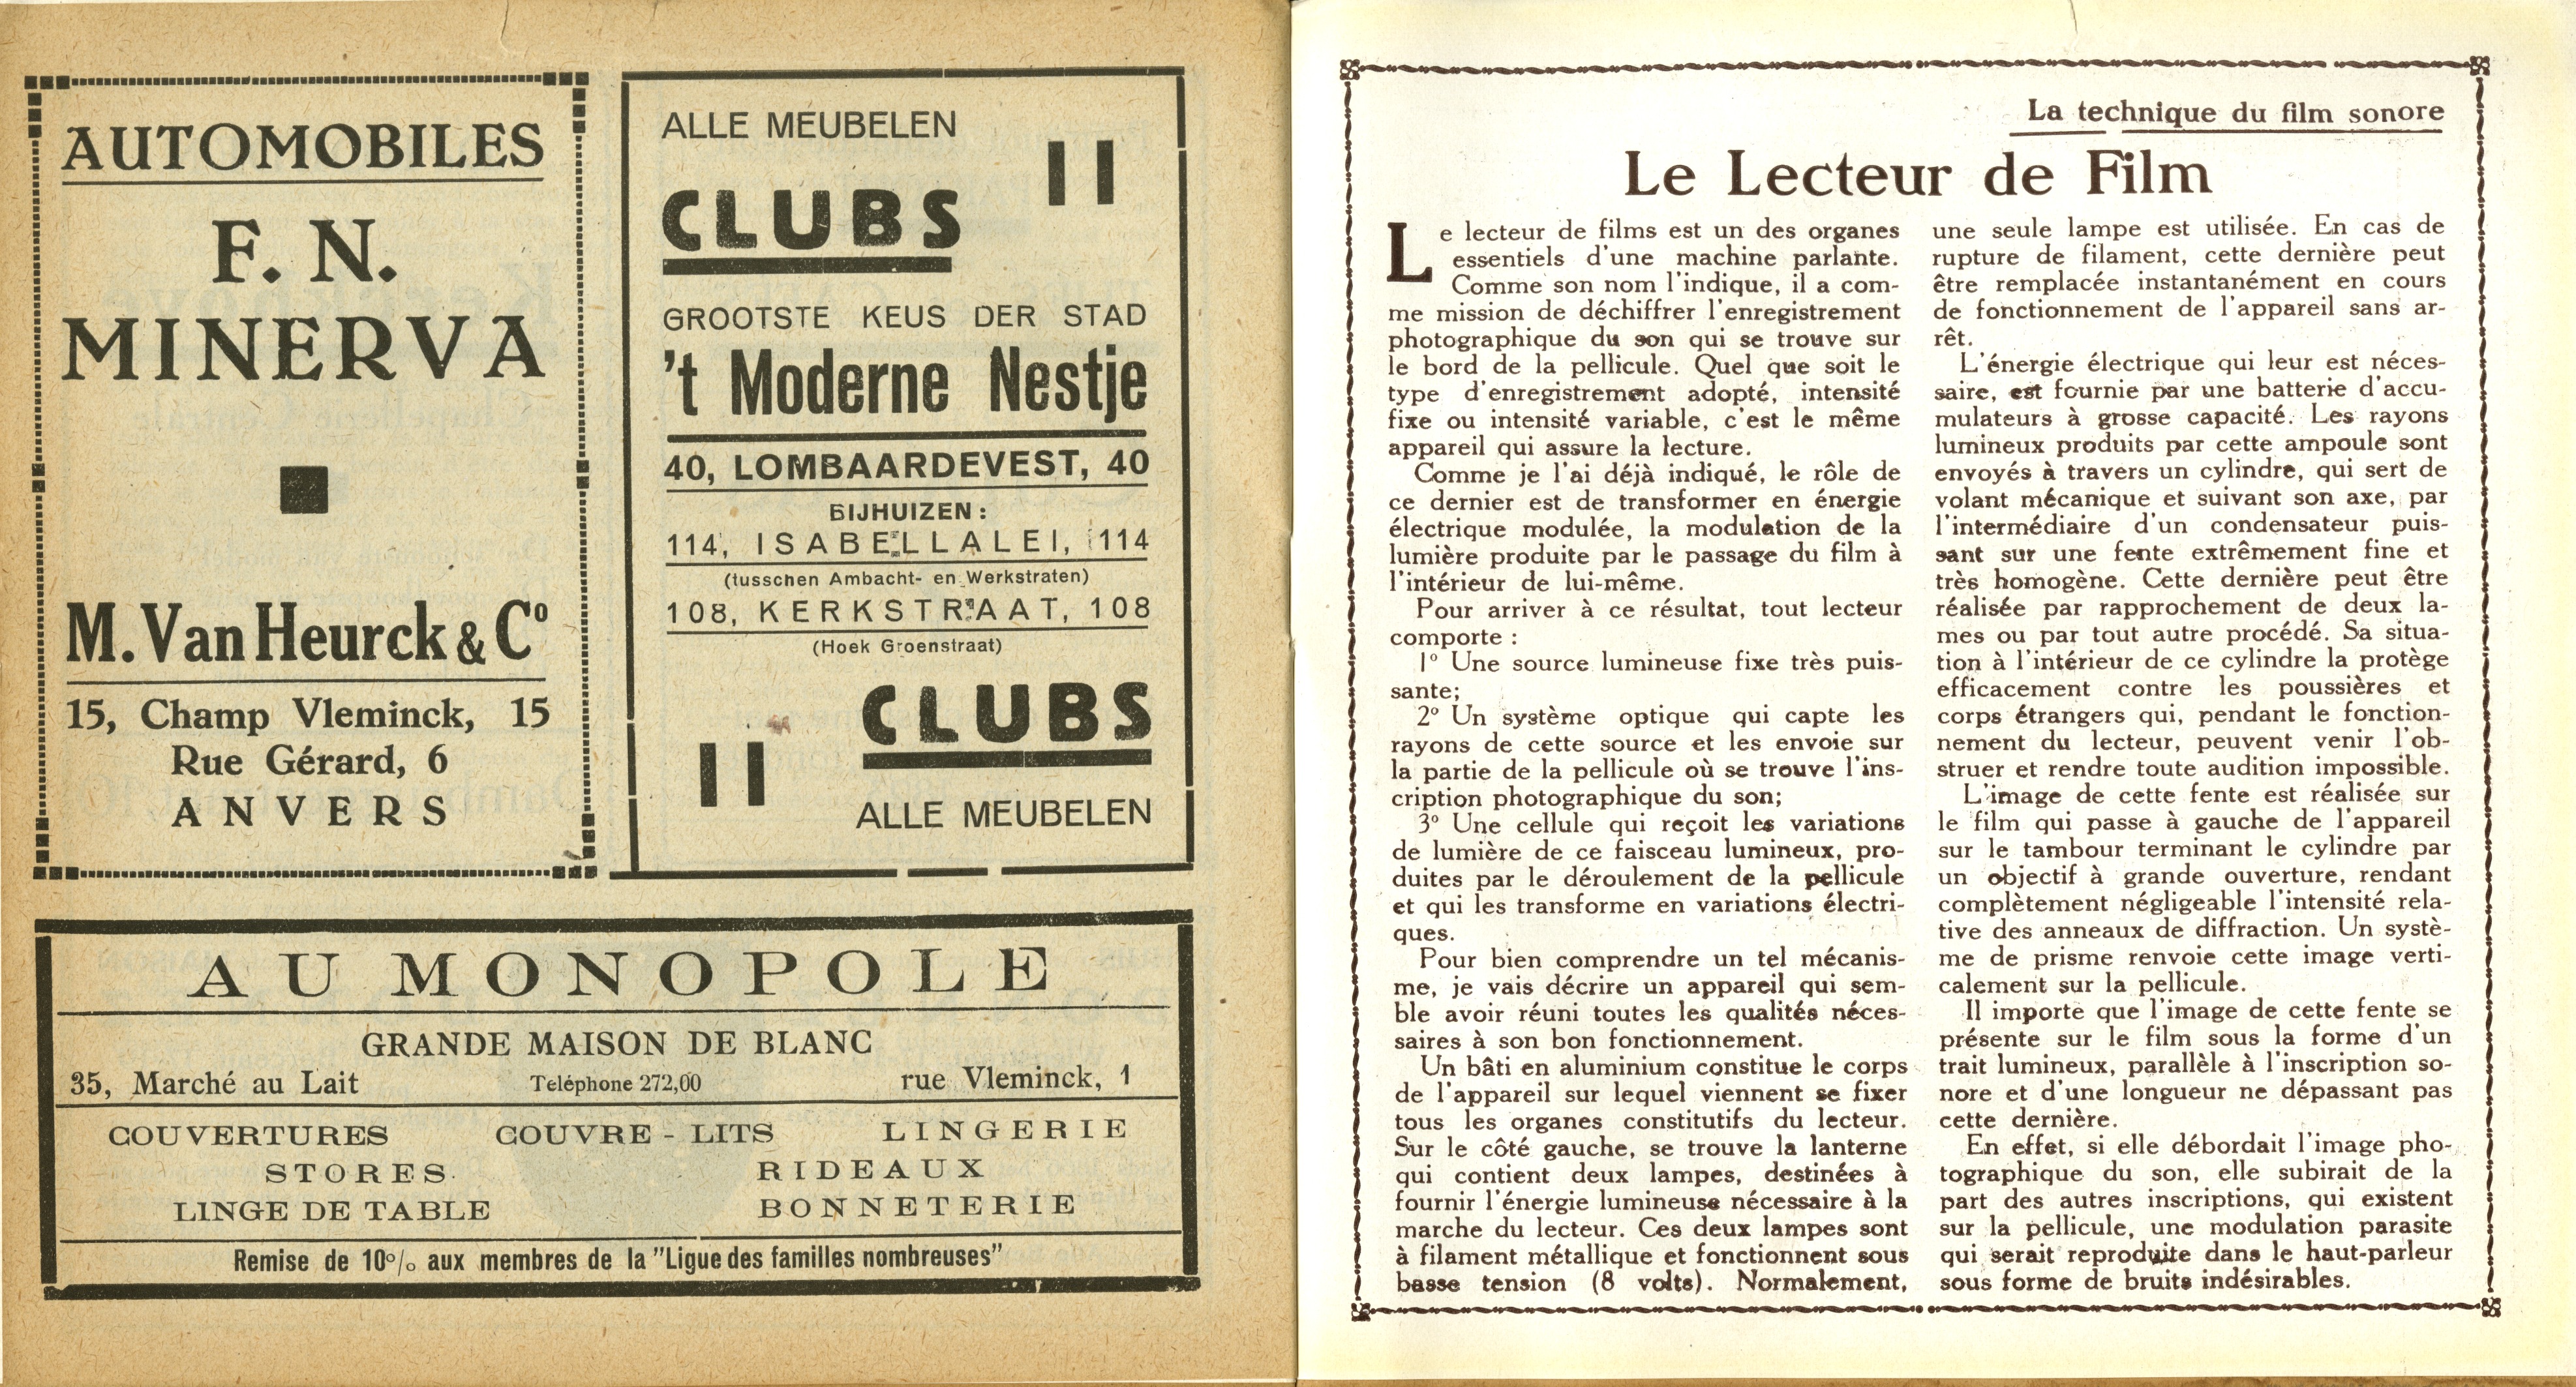 AUTOMOBILES
F. N.
MINERVA
M. Van Heurck & Cº
15, Champ Vleminck, 15
Rue Gérard, 6
ANVERS
ALLE MEUBELEN
CLUBS
GROOTSTE KEUS DER STAD
't Moderne Nestje
40, LOMBAARDEVEST, 40
BIJHUIZEN :
114, ISABELLALEI, 114
(tusschen Ambacht- en Werkstraten)
108, KERKSTRAAT, 108
(Hoek Groenstraat)
CLUBS
ALLE MEUBELEN
AU MONOPOLE
GRANDE MAISON DE BLANC
35, Marché au Lait Teléphone 272,00 rue Vleminck, 1
COUVERTURES COUVRE - LITS LINGERIE
STORES RIDEAUX
LINGE DE TABLE BONNETERIE
Remise de 10% aux membres de la "Ligue des familles nombreuses"
La technique du film sonore
Le Lecteur de Film
Le lecteur de films est un des organes
essentiels d'une machine parlante.
Comme son nom l'indique, il a com-
me mission de déchiffrer l'enregistrement
photographique du son qui se trouve sur
le bord de la pellicule. Quel que soit le
type d'enregistrement adopté, intensité
fixe ou intensité variable, c'est le même
appareil qui assure la lecture.
Comme je l'ai déjà indiqué, le rôle de
ce dernier est de transformer en énergie
électrique modulée, la modulation de la
lumière produite par le passage du film à
l'intérieur de lui-même.
Pour arriver à ce résultat, tout lecteur
comporte :
1º Une source lumineuse fixe très puis-
sante;
2º Un système optique qui capte les
rayons de cette source et les envoie sur
la partie de la pellicule où se trouve l'ins-
cription photographique du son;
3º Une cellule qui reçoit les variations
de lumière de ce faisceau lumineux, pro-
duites par le déroulement de la pellicule
et qui les transforme en variations électri-
ques.
Pour bien comprendre un tel mécanis-
me, je vais décrire un appareil qui sem-
ble avoir réuni toutes les qualités néces-
saires à son bon fonctionnement.
Un bâti en aluminium constitue le corps
de l'appareil sur lequel viennent se fixer
tous les organes constitutifs du lecteur.
Sur le côté gauche, se trouve la lanterne
qui contient deux lampes, destinées à
fournir l'énergie lumineuse nécessaire à la
marche du lecteur. Ces deux lampes sont
à filament métallique et fonctionnent sous
basse tension (8 volts). Normalement,
une seule lampe est utilisée. En cas de
rupture de filament, cette dernière peut
être remplacée instantanément en cours
de fonctionnement de l'appareil sans ar-
rêt.
L'énergie électrique qui leur est néces-
saire, est fournie par une batterie d'accu-
mulateurs à grosse capacité. Les rayons
lumineux produits par cette ampoule sont
envoyés à travers un cylindre, qui sert de
volant mécanique et suivant son axe, par
l'intermédiaire d'un condensateur puis-
sant sur une fente extrêmement fine et
très homogène. Cette dernière peut être
réalisée par rapprochement de deux la-
mes ou par tout autre procédé. Sa situa-
tion à l'intérieur de ce cylindre la protège
efficacement contre les poussières et
corps étrangers qui, pendant le fonction-
nement du lecteur, peuvent venir l'ob-
struer et rendre toute audition impossible.
L'image de cette fente est réalisée sur
le film qui passe à gauche de l'appareil
sur le tambour terminant le cylindre par
un objectif à grande ouverture, rendant
complètement négligeable l'intensité rela-
tive des anneaux de diffraction. Un systè-
me de prisme renvoie cette image verti-
calement sur la pellicule.
Il importe que l'image de cette fente se
présente sur le film sous la forme d'un
trait lumineux, parallèle à l'inscription so-
nore et d'une longueur ne dépassant pas
cette dernière.
En effet, si elle débordait l'image pho-
tographique du son, elle subirait de la
part des autres inscriptions, qui existent
sur la pellicule, une modulation parasite
qui serait reproduite dans le haut-parleur
sous forme de bruits indésirables.